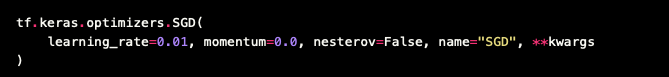 tf.keras.optimizers.SGD(
    learning_rate=0.01, momentum=0.0, nesterov=False, name="SGD", **kwargs
)